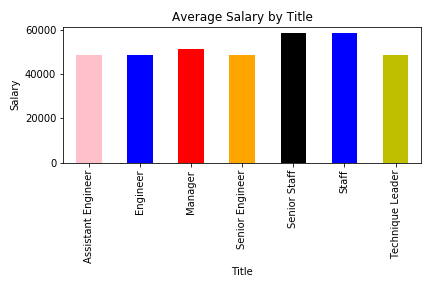 Average Salary by Title
60000
40000
20000
0
Salary
Assistant Engineer
Engineer
Manager
Senior Engineer
Senior Staff
Staff
Technique Leader
Title